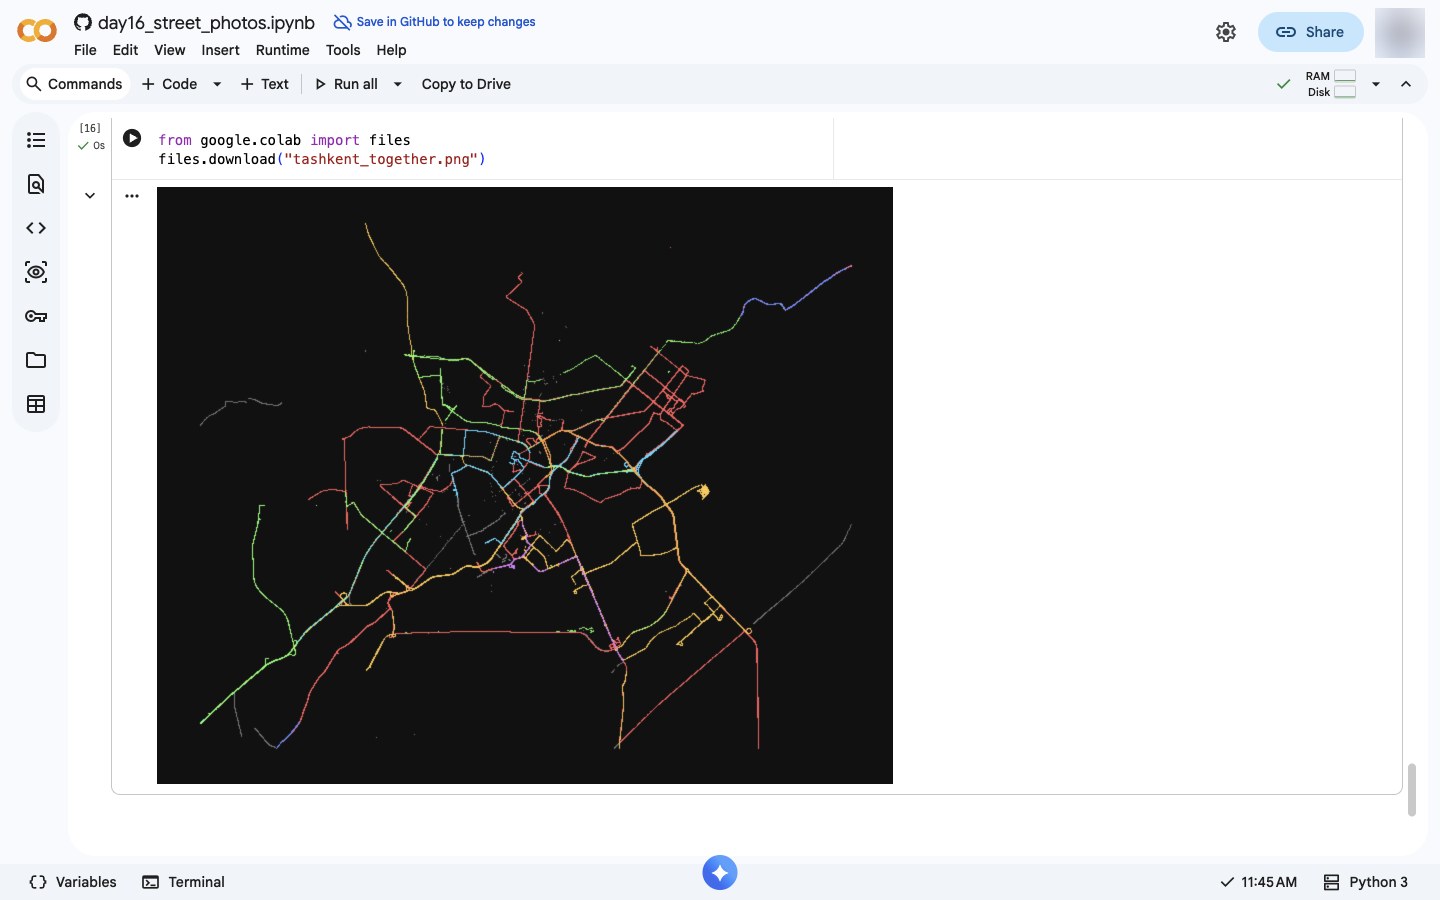 day16_street_photos.ipynb
Save in GitHub to keep changes
Share
File Edit View Insert Runtime Tools Help
Commands + Code + Text Run all Copy to Drive
RAM
Disk
[16]
0s
from google.colab import files
files.download("tashkent_together.png")
Variables Terminal 11:45 AM Python 3